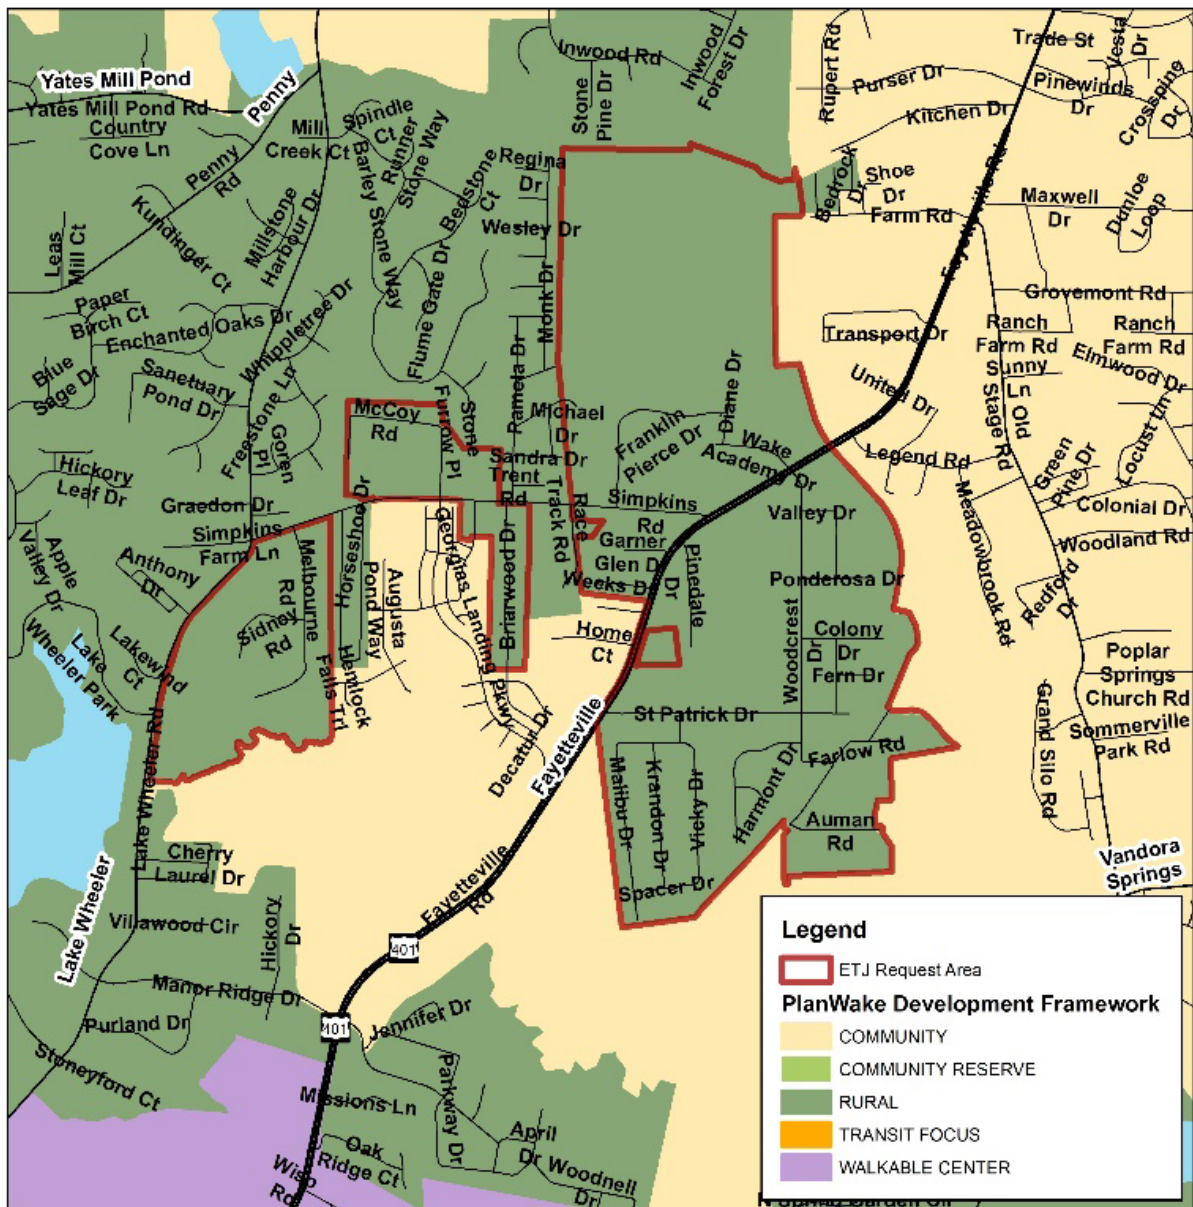 Inwood Rd
Inwood
Forest Dr
Stone
Pine Dr
Rupert Rd
Trade St
Vesta
Dr
Purser Dr
Pinewinds
Dr
Crosspine
Dr
Kitchen Dr
Yates Mill Pond
Yates Mill Pond Rd
Penny
Country
Cove Ln
Mill
Creek Ct
Spindle
Ct
Runner
Stone Way
Barley Stone Way
Bedstone
Ct
Regina
Dr
Wesley Dr
Monk Dr
Penny
Rd
Kundinger Ct
Millstone
Harbour Dr
Leas
Mill Ct
Bedrock
Dr
Shoe
Dr
Farm Rd
Fayetteville Rd
Maxwell
Dr
Dunloe
Loop
Paper
Birch Ct
Enchanted Oaks Dr
Whippletree Dr
Flume Gate Dr
Pamela Dr
Grovemont Rd
Transport Dr
Ranch
Farm Rd
Ranch
Farm Rd
Sunny
Ln
Elmwood Dr
Blue
Sage Dr
Sanctuary
Pond Dr
Freestone Ln
Goren
Pl
McCoy
Rd
Furrow Pl
Stone
Michael
Dr
Sandra Dr
Trent
Rd
Franklin
Pierce Dr
Diane Dr
Wake
Academy Dr
United Dr
Legend Rd
Old
Stage Rd
Green
Pine Dr
Locust Ln
Colonial Dr
Woodland Rd
Hickory
Leaf Dr
Graedon Dr
Simpkins
Farm Ln
Horseshoe Dr
Track Rd
Race
Simpkins
Rd
Garner
Glen Dr
Weeks Dr
Dr
Pinedale
Valley Dr
Ponderosa Dr
Meadowbrook Rd
Redford
Dr
Apple
Valley Dr
Anthony
Dr
Melbourne
Rd
Sidney
Rd
Augusta
Pond Way
Georgias Landing Pkwy
Briarwood Dr
Home
Ct
Woodcrest
Dr
Colony
Dr
Fern Dr
Poplar
Springs
Church Rd
Sommerville
Park Rd
Lake
Wheeler Park
Lakewind
Ct
Hemlock
Falls Trl
Decatur Dr
Fayetteville
St Patrick Dr
Farlow Rd
Grand Silo Rd
Lake Wheeler Rd
Malibu Dr
Krandon Dr
Vicky Dr
Harmont Dr
Auman
Rd
Spacer Dr
Vandora
Springs
Cherry
Laurel Dr
Fayetteville
Rd
401
Villawood Cir
Hickory
Dr
Lake Wheeler
Manor Ridge Dr
Purland Dr
401
Jennifer Dr
Stoneyford Ct
Missions Ln
Parkway Dr
Oak
Ridge Ct
April
Dr
Woodnell
Dr
Rd
Legend
ETJ Request Area
PlanWake Development Framework
COMMUNITY
COMMUNITY RESERVE
RURAL
TRANSIT FOCUS
WALKABLE CENTER